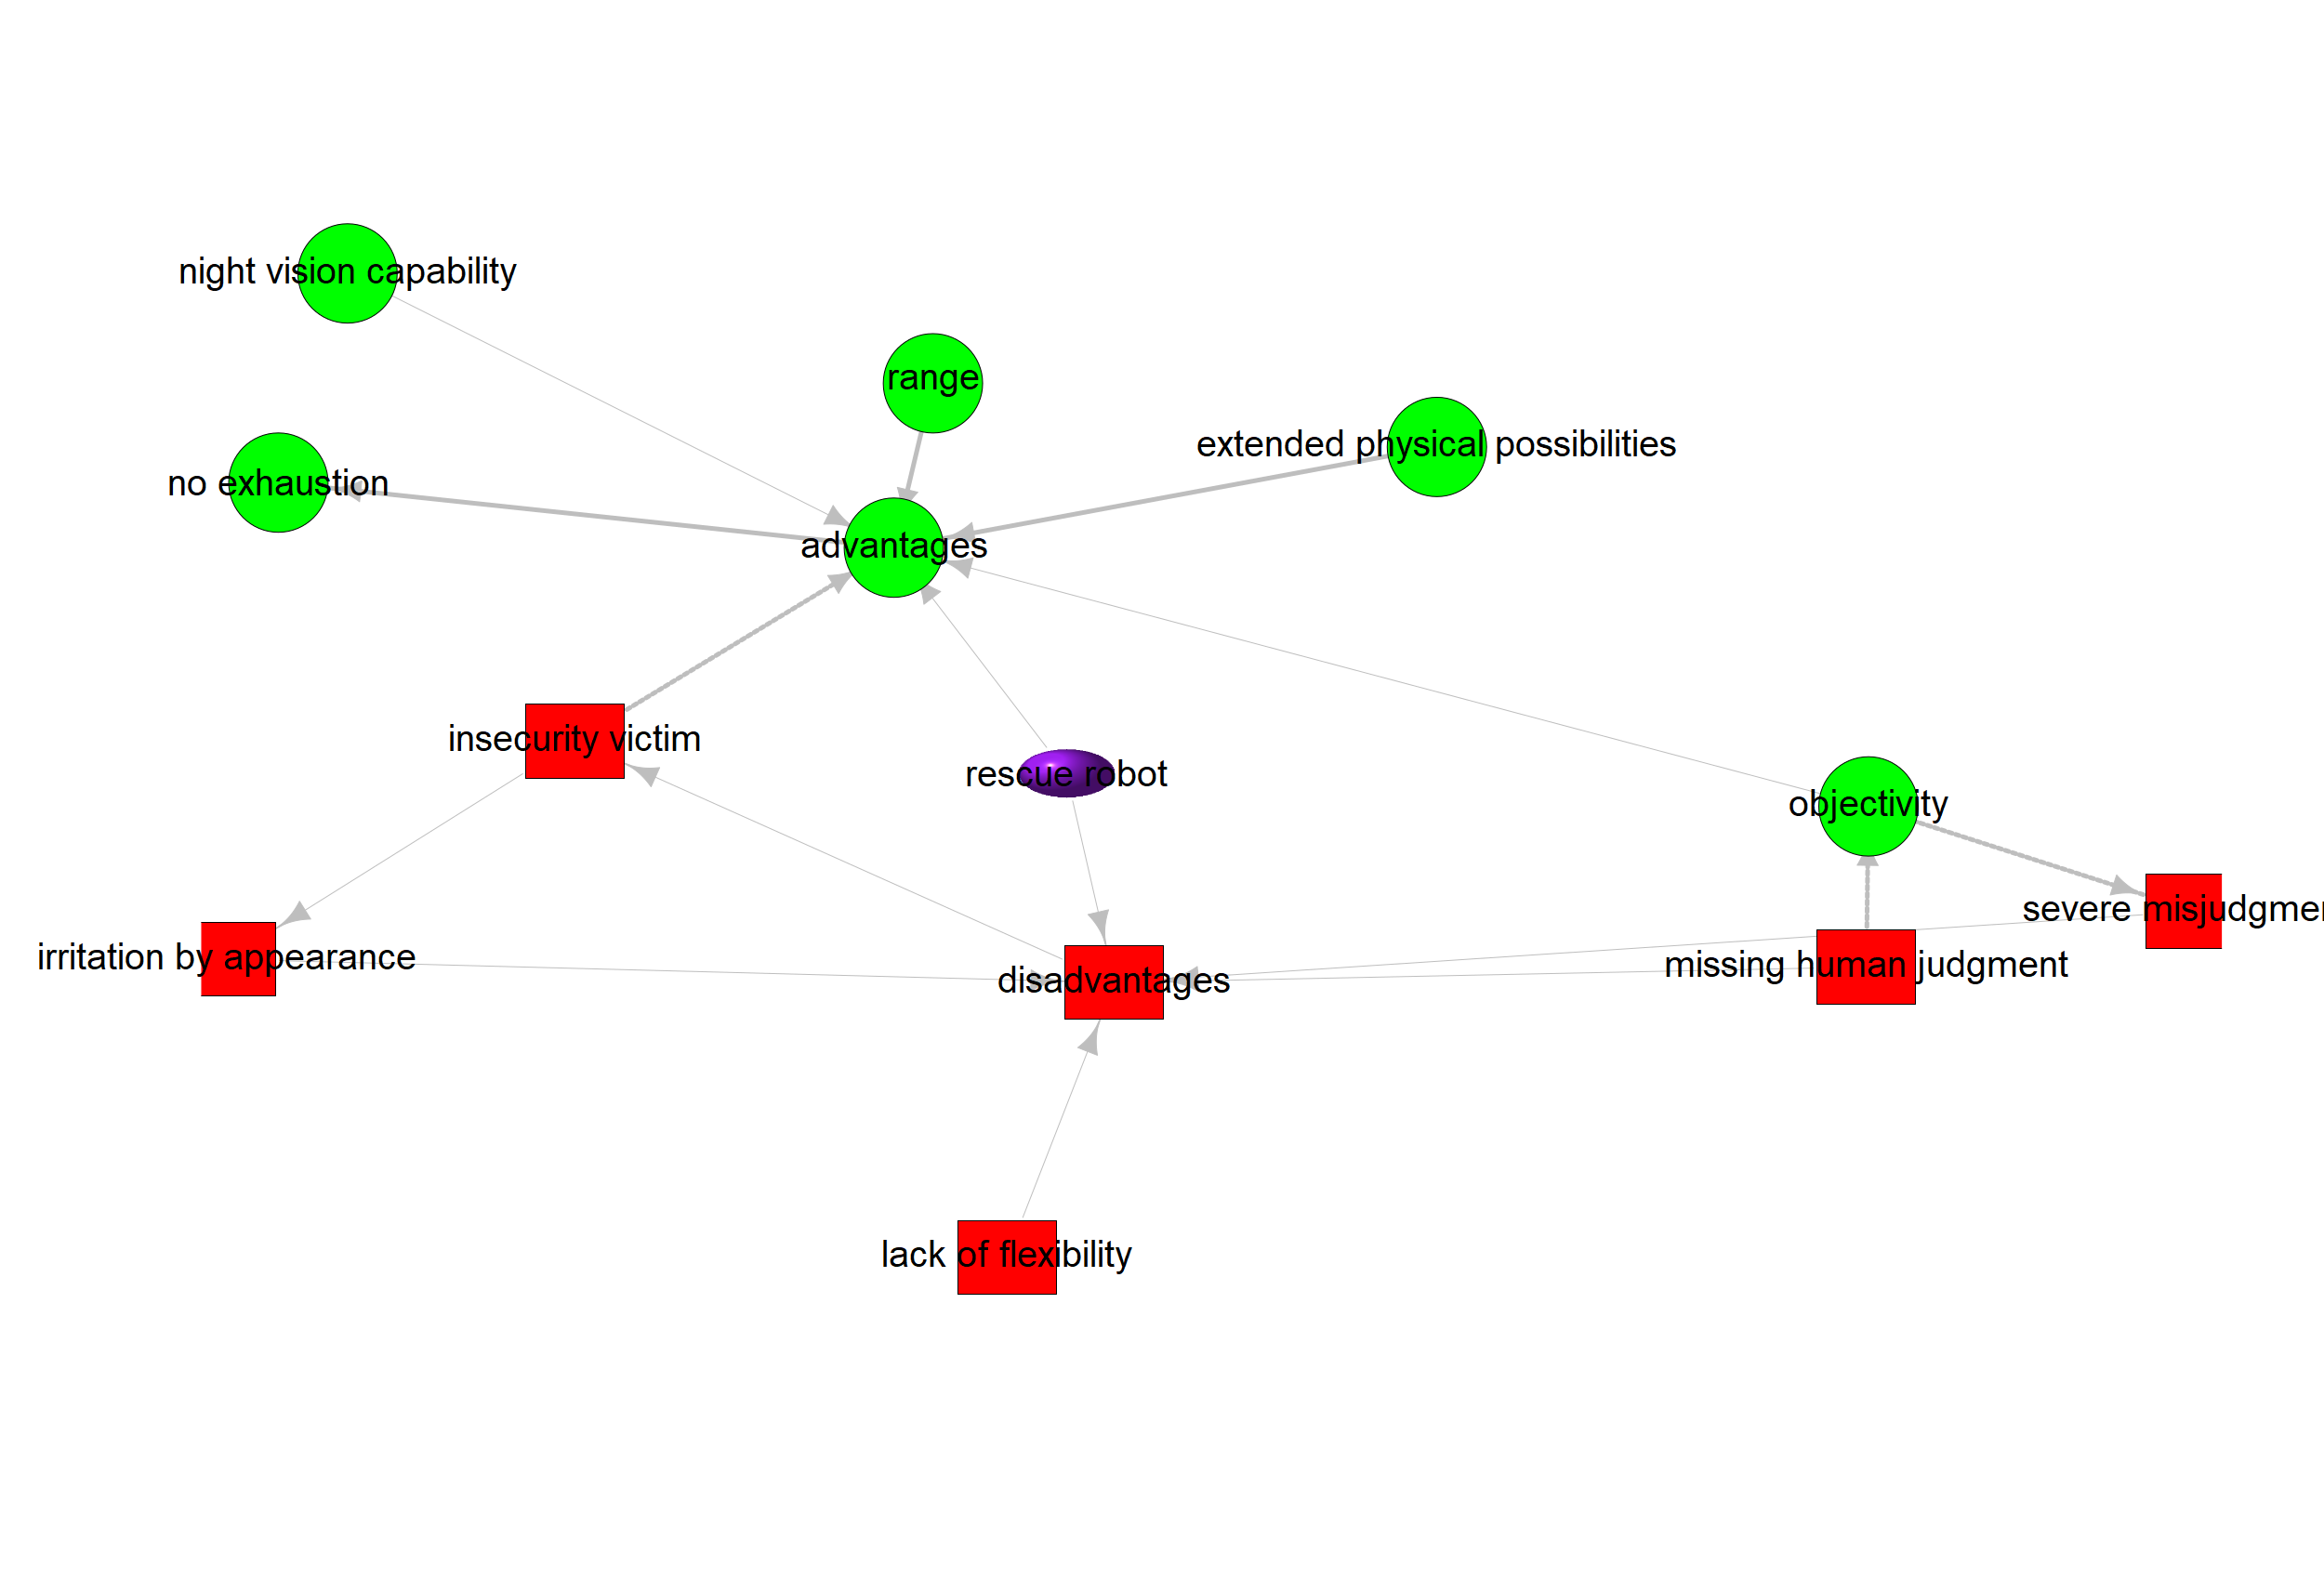 night vision capability
range
extended physical possibilities
no exhaustion
advantages
insecurity victim
rescue robot
objectivity
severe misjudgmen
irritation by appearance
missing human judgment
disadvantages
lack of flexibility